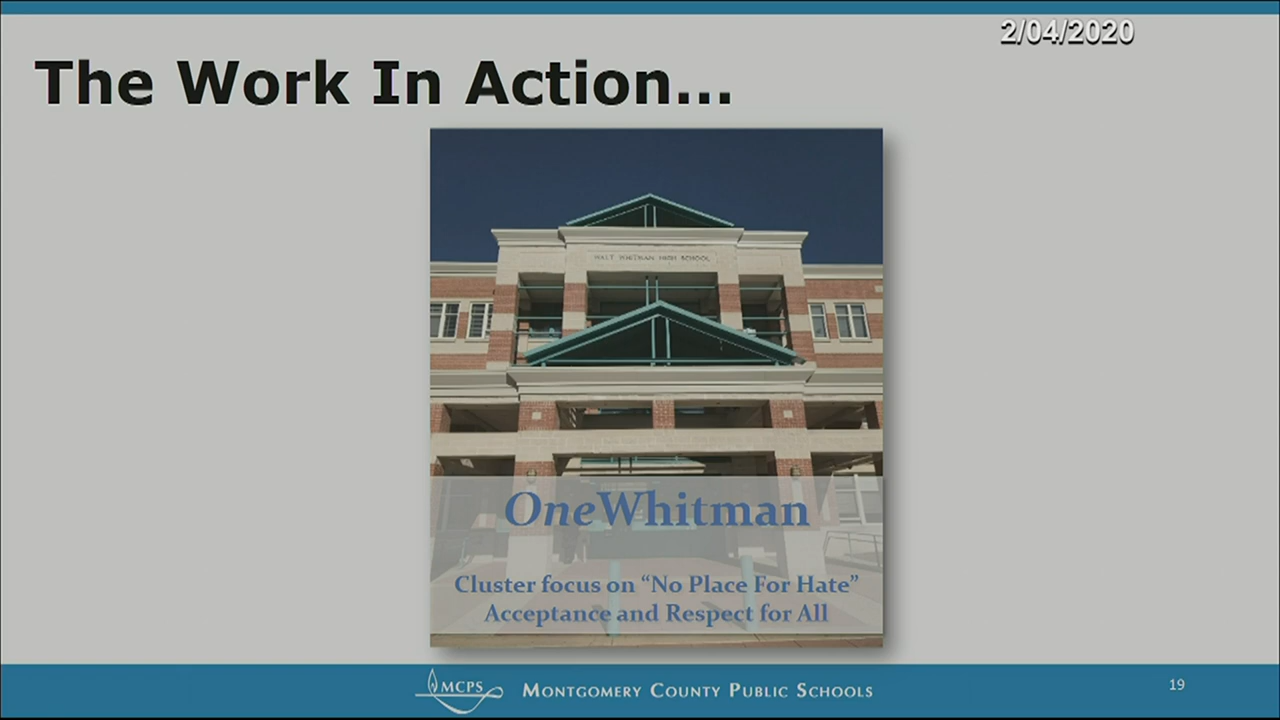 2/04/2020
The Work In Action...
WALT WHITMAN HIGH SCHOOL
OneWhitman
Cluster focus on “No Place For Hate”
Acceptance and Respect for All
MCPS
MONTGOMERY COUNTY PUBLIC SCHOOLS
19